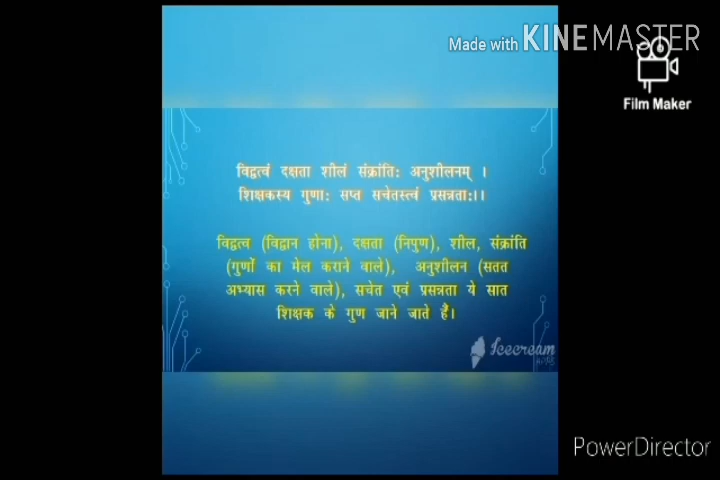 Made with KINEMASTER
Film Maker
विद्वत्वं दक्षता शीलं संक्रांतिः अनुशीलनम् ।
शिक्षकस्य गुणाः सप्त सचेतस्त्वं प्रसन्नताः।।
विद्वत्व (विद्वान होना), दक्षता (निपुण), शील, संक्रांति
(गुणों का मेल कराने वाले), अनुशीलन (सतत
अभ्यास करने वाले), सचेत एवं प्रसन्नता ये सात
शिक्षक के गुण जाने जाते हैं।
Icecream
PowerDirector